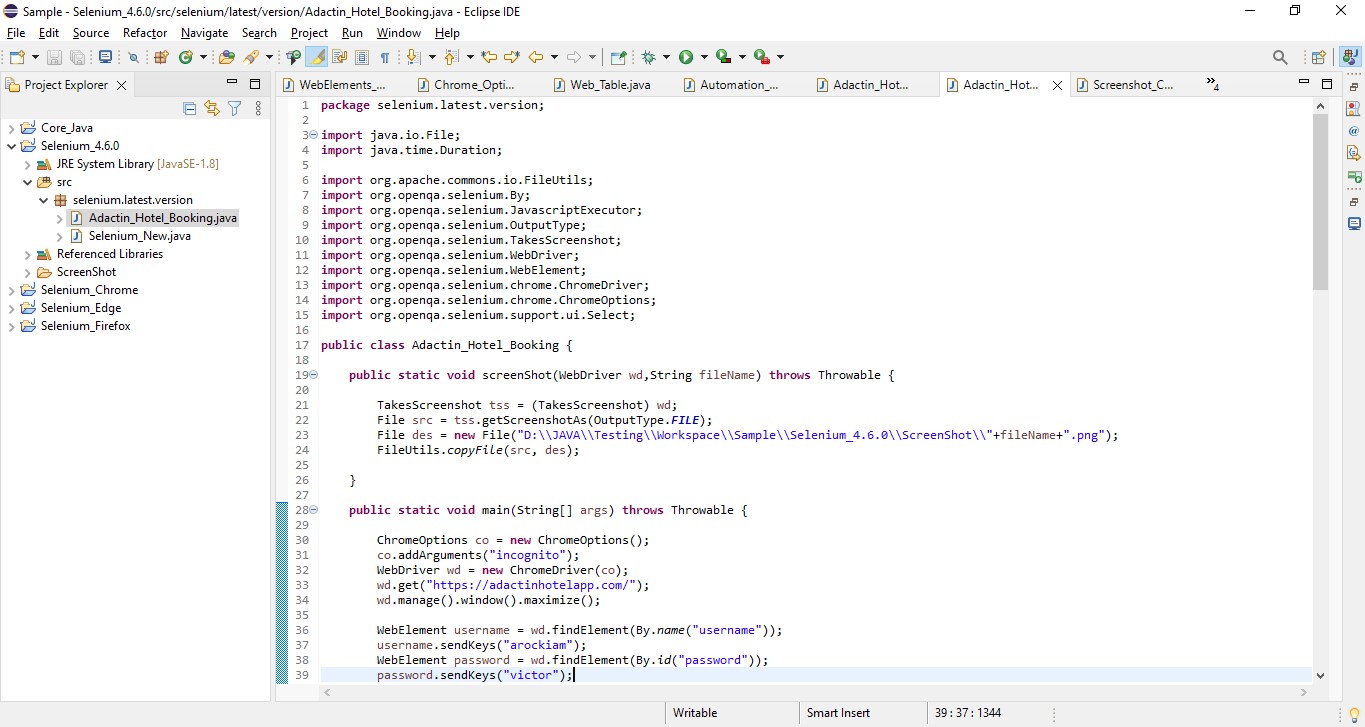 Sample - Selenium_4.6.0/src/selenium/latest/version/Adactin_Hotel_Booking.java - Eclipse IDE
File Edit Source Refactor Navigate Search Project Run Window Help
Project Explorer
WebElements_... Chrome_Opti... Web_Table.java Automation_... Adactin_Hot... Adactin_Hot... Screenshot_C... »4
Core_Java
Selenium_4.6.0
JRE System Library [JavaSE-1.8]
src
selenium.latest.version
Adactin_Hotel_Booking.java
Selenium_New.java
Referenced Libraries
ScreenShot
Selenium_Chrome
Selenium_Edge
Selenium_Firefox
1 package selenium.latest.version;
2
3 import java.io.File;
4 import java.time.Duration;
5
6 import org.apache.commons.io.FileUtils;
7 import org.openqa.selenium.By;
8 import org.openqa.selenium.JavascriptExecutor;
9 import org.openqa.selenium.OutputType;
10 import org.openqa.selenium.TakesScreenshot;
11 import org.openqa.selenium.WebDriver;
12 import org.openqa.selenium.WebElement;
13 import org.openqa.selenium.chrome.ChromeDriver;
14 import org.openqa.selenium.chrome.ChromeOptions;
15 import org.openqa.selenium.support.ui.Select;
16
17 public class Adactin_Hotel_Booking {
18
19 public static void screenShot(WebDriver wd,String fileName) throws Throwable {
20
21 TakesScreenshot tss = (TakesScreenshot) wd;
22 File src = tss.getScreenshotAs(OutputType.FILE);
23 File des = new File("D:\\JAVA\\Testing\\Workspace\\Sample\\Selenium_4.6.0\\ScreenShot\\"+fileName+".png");
24 FileUtils.copyFile(src, des);
25
26 }
27
28 public static void main(String[] args) throws Throwable {
29
30 ChromeOptions co = new ChromeOptions();
31 co.addArguments("incognito");
32 WebDriver wd = new ChromeDriver(co);
33 wd.get("https://adactinhotelapp.com/");
34 wd.manage().window().maximize();
35
36 WebElement username = wd.findElement(By.name("username"));
37 username.sendKeys("arockiam");
38 WebElement password = wd.findElement(By.id("password"));
39 password.sendKeys("victor");
Writable Smart Insert 39 : 37 : 1344